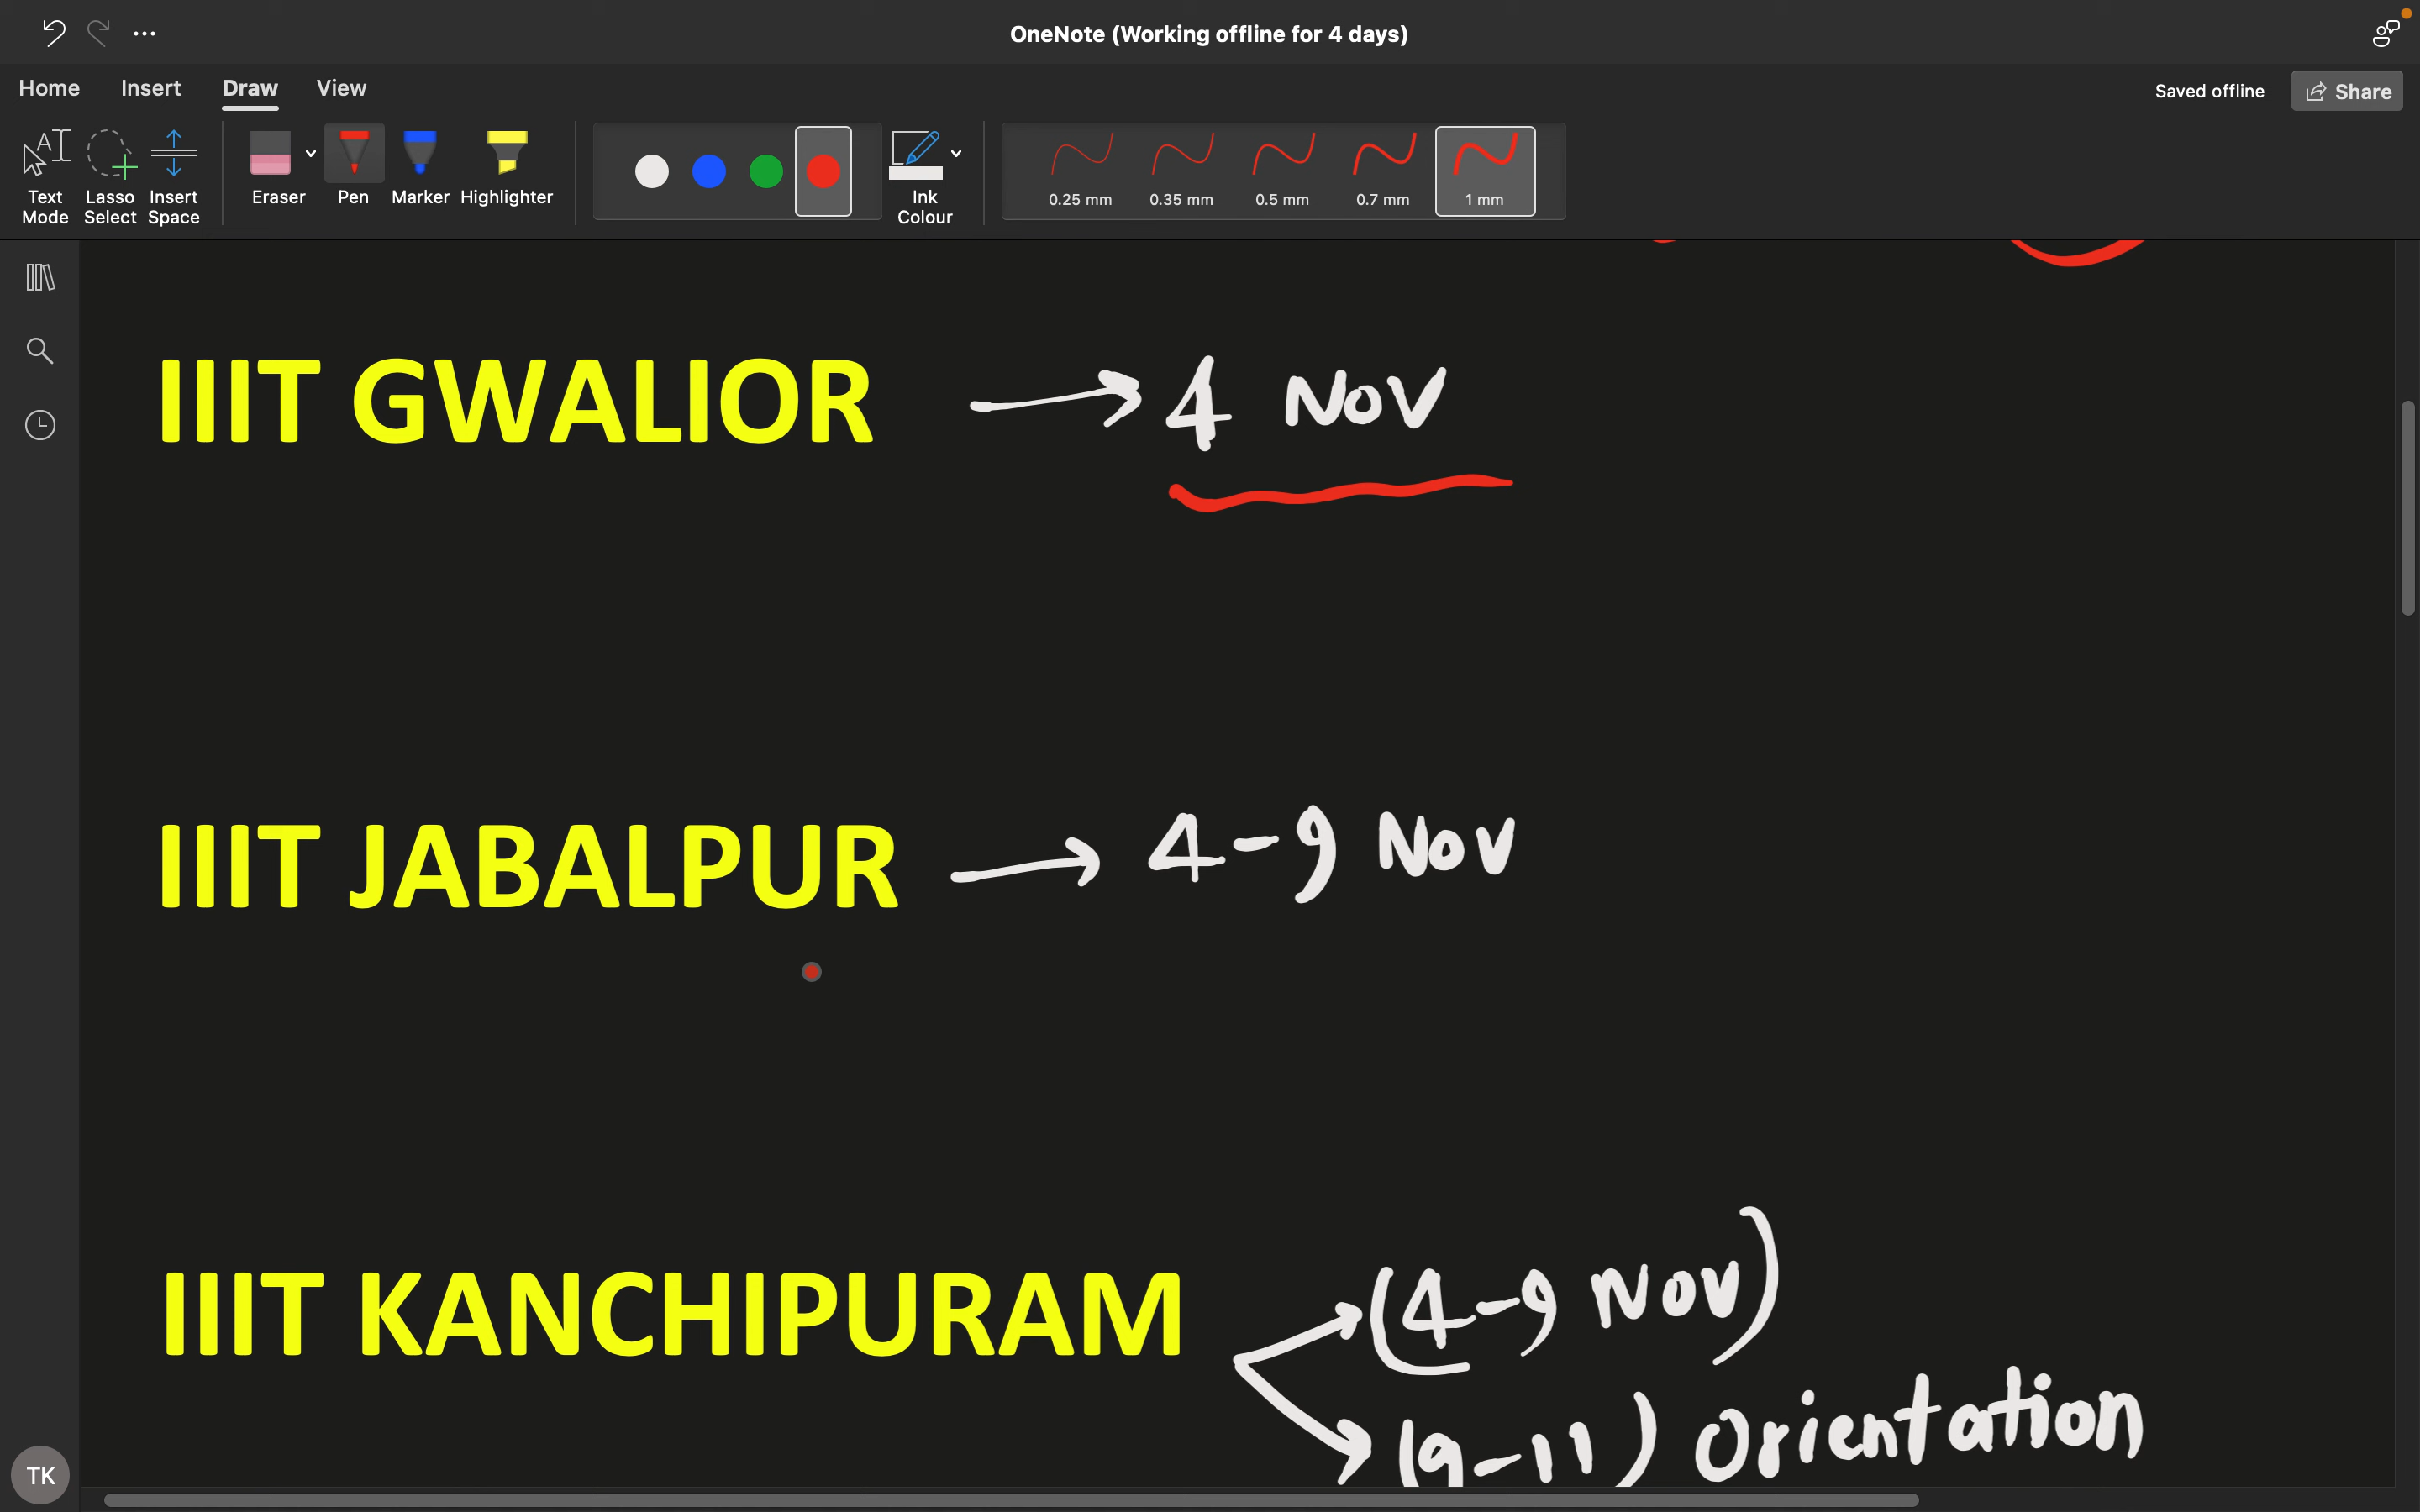 OneNote (Working offline for 4 days)
Home Insert Draw View
Saved offline Share
Text Mode
Lasso Select
Insert Space
Eraser
Pen
Marker
Highlighter
Ink Colour
0.25 mm 0.35 mm 0.5 mm 0.7 mm 1 mm
IIIT GWALIOR → 4 Nov
IIIT JABALPUR → 4-9 Nov
IIIT KANCHIPURAM → (4-9 Nov)
→ (9-11) Orientation
TK